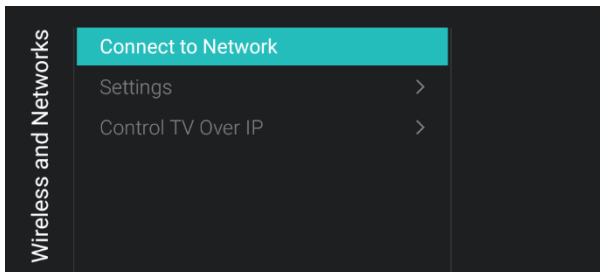 Wireless and Networks
Connect to Network
Settings
Control TV Over IP